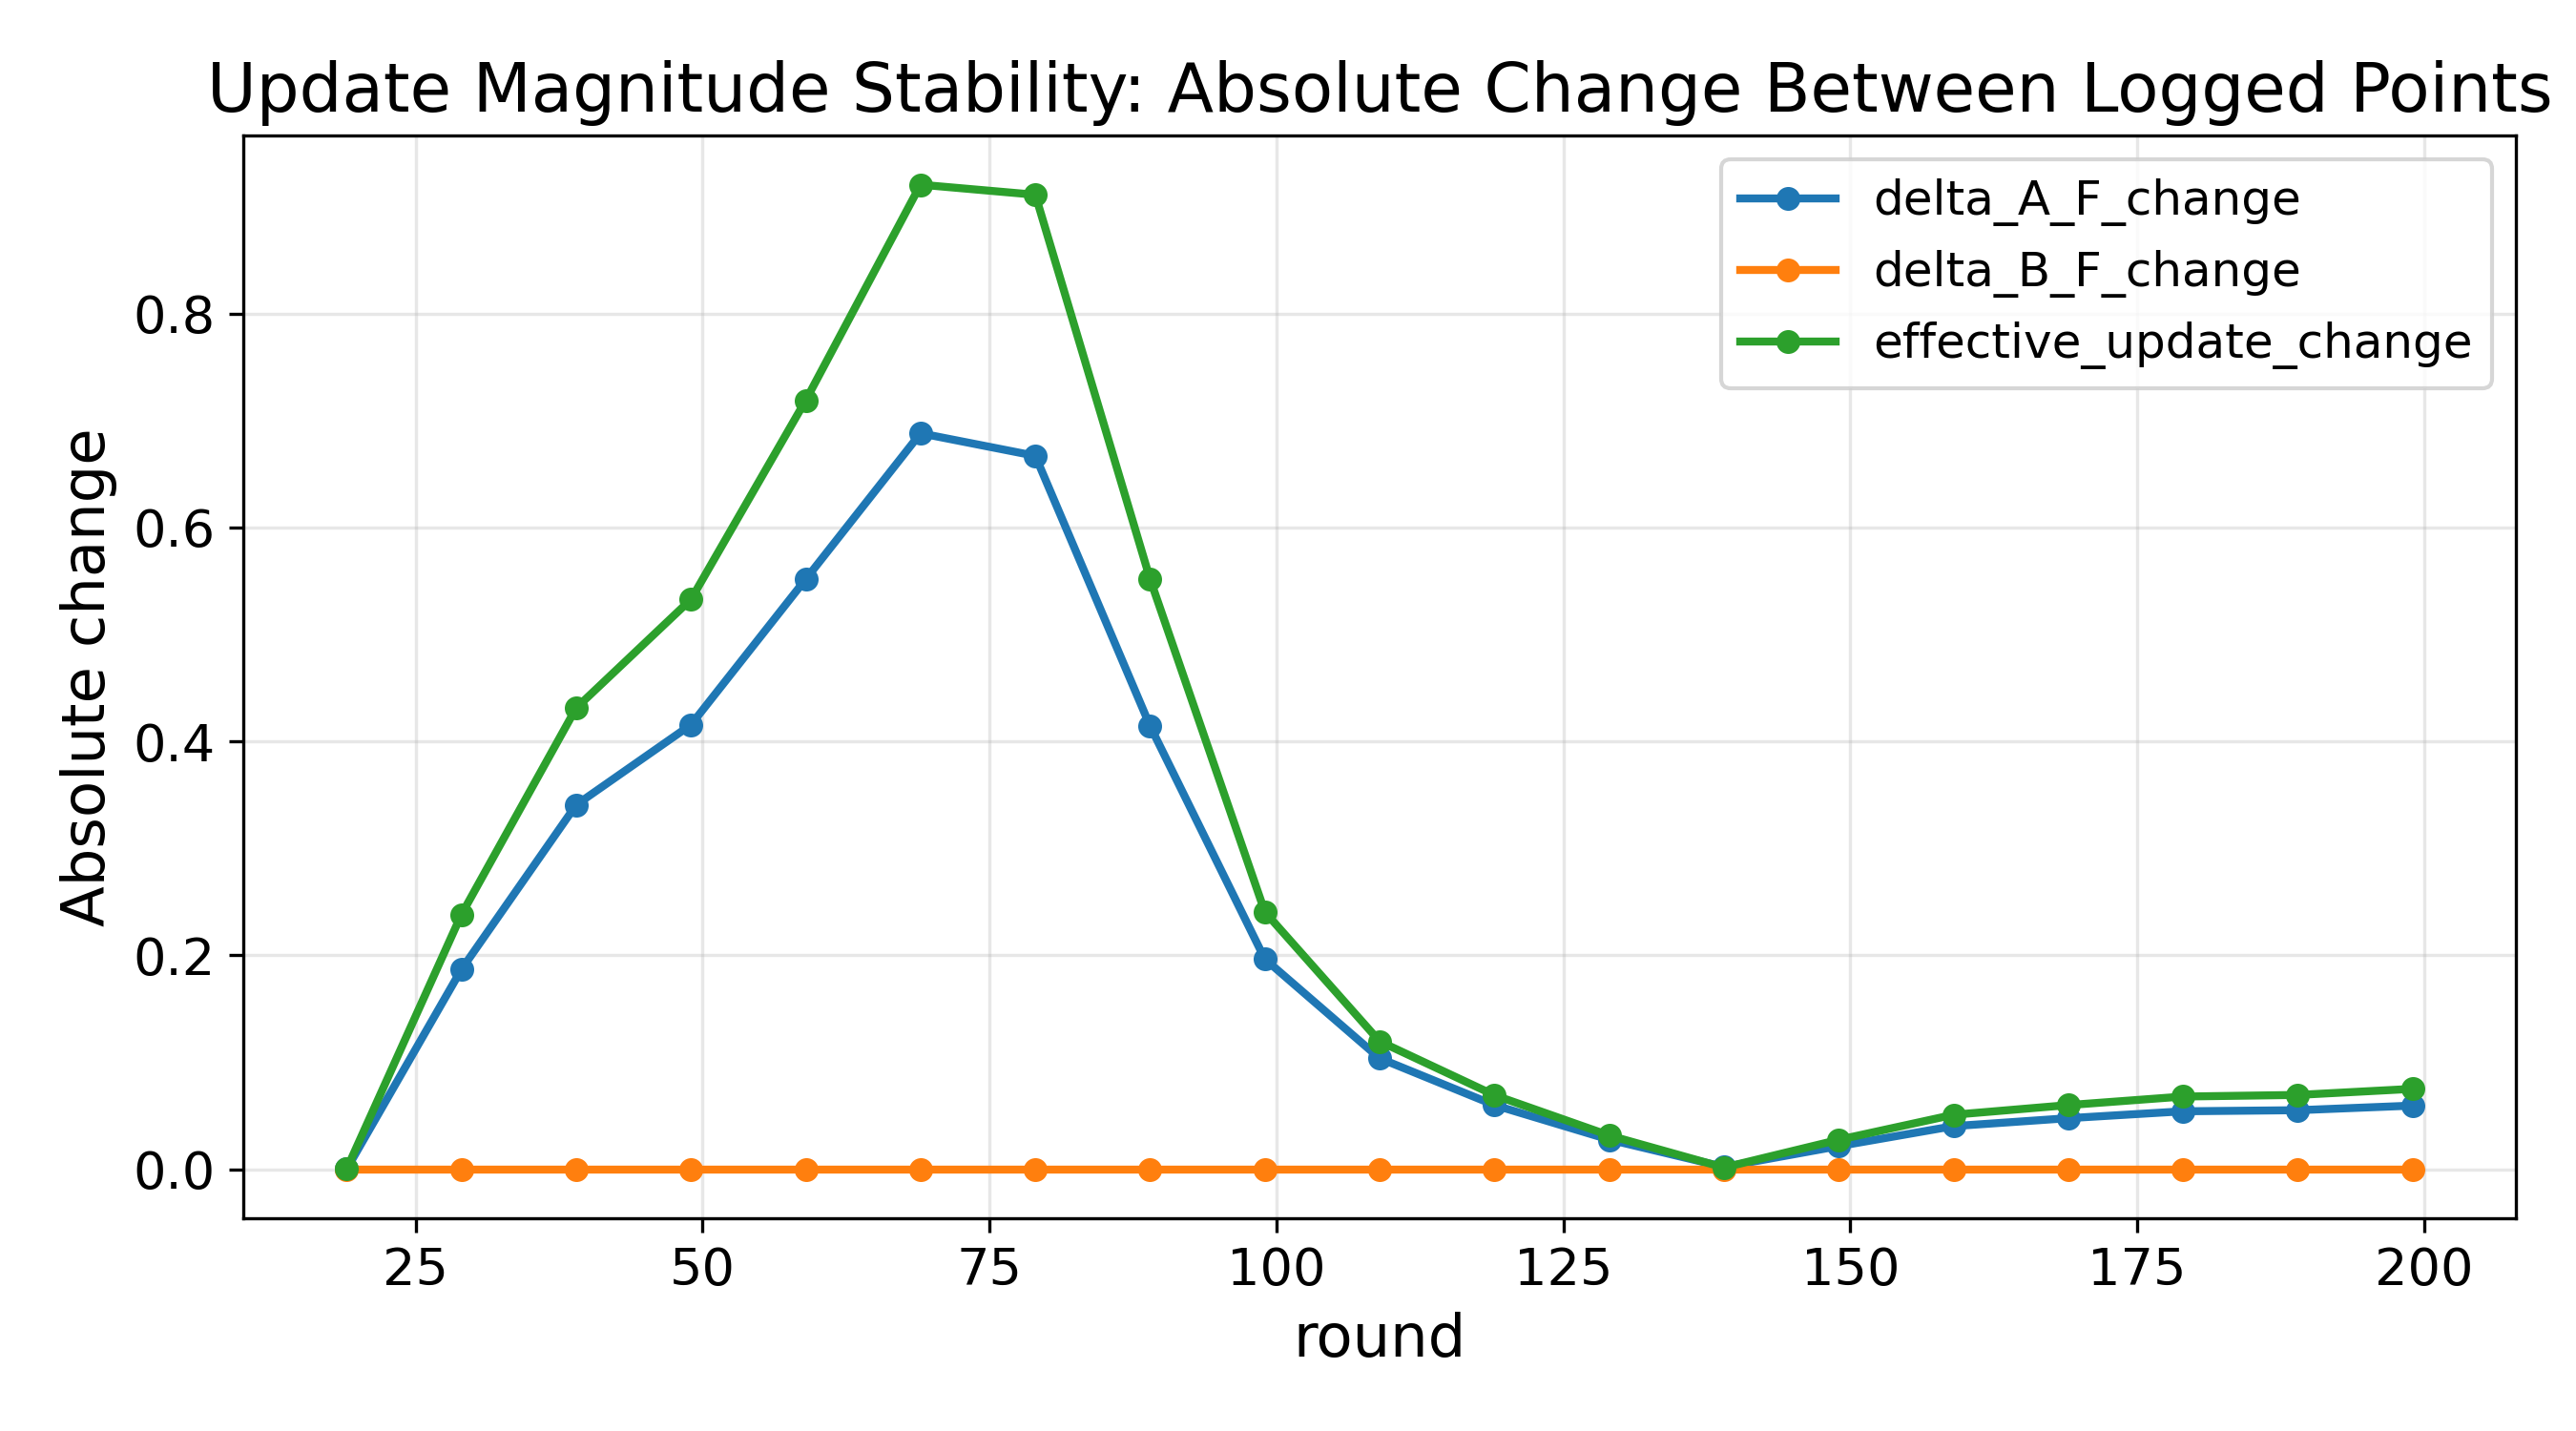 Update Magnitude Stability: Absolute Change Between Logged Points
delta_A_F_change
delta_B_F_change
effective_update_change
Absolute change
0.8
0.6
0.4
0.2
0.0
25 50 75 100 125 150 175 200
round